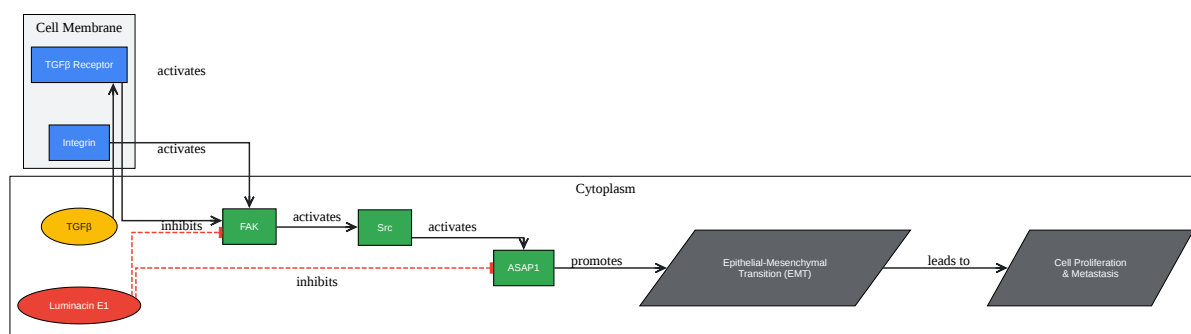 Cell Membrane
TGFβ Receptor
activates
Integrin
activates
Cytoplasm
TGFβ
inhibits
FAK
activates
Src
activates
ASAP1
promotes
Epithelial-Mesenchymal
Transition (EMT)
leads to
Cell Proliferation
& Metastasis
inhibits
Luminacin E1